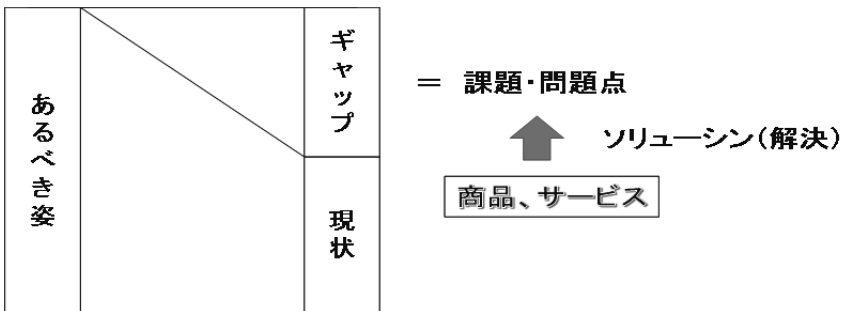 あるべき姿
ギャップ
現状
＝ 課題・問題点
ソリューシン(解決)
商品、サービス